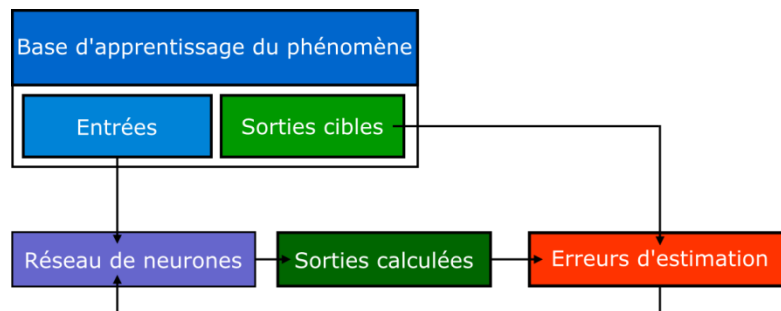 Base d'apprentissage du phénomène
Entrées
Sorties cibles
Réseau de neurones
Sorties calculées
Erreurs d'estimation